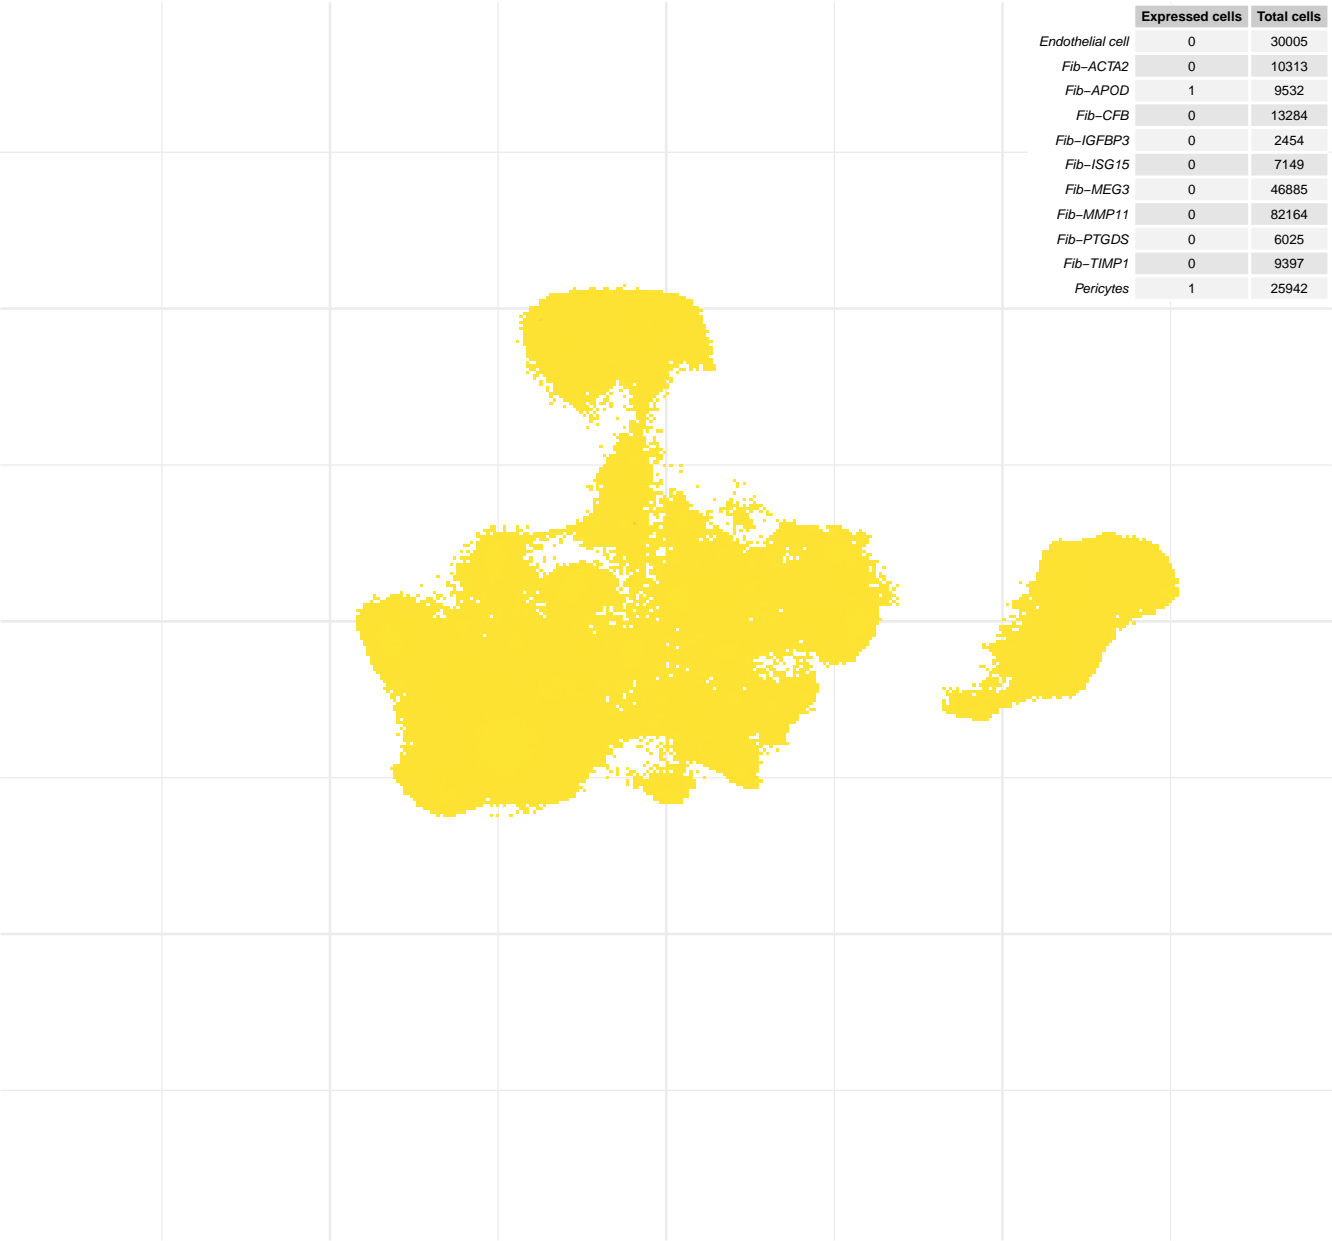 Expressed cells Total cells
Endothelial cell 0 30005
Fib−ACTA2 0 10313
Fib−APOD 1 9532
Fib−CFB 0 13284
Fib−IGFBP3 0 2454
Fib−ISG15 0 7149
Fib−MEG3 0 46885
Fib−MMP11 0 82164
Fib−PTGDS 0 6025
Fib−TIMP1 0 9397
Pericytes 1 25942